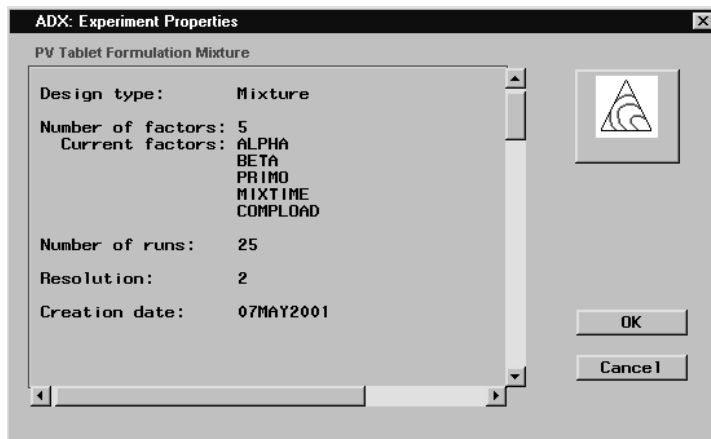 ADX: Experiment Properties
PV Tablet Formulation Mixture
Design type: Mixture
Number of factors: 5
Current factors: ALPHA
BETA
PRIMO
MIXTIME
COMPLOAD
Number of runs: 25
Resolution: 2
Creation date: 07MAY2001
OK
Cancel